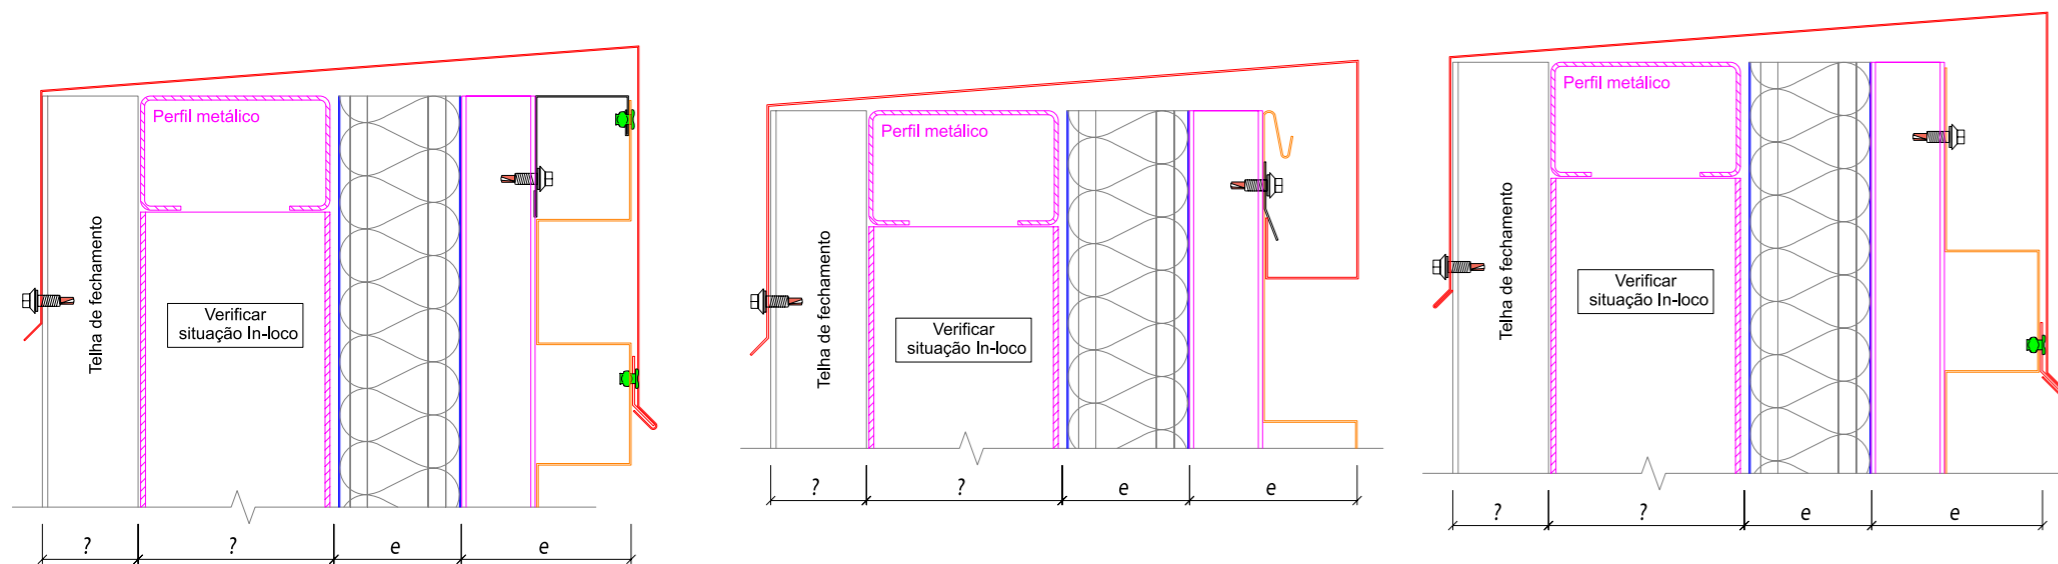 Perfil metálico
Telha de fechamento
Verificar
situação In-loco
? ? e e
Perfil metálico
Telha de fechamento
Verificar
situação In-loco
? ? e e
Perfil metálico
Telha de fechamento
Verificar
situação In-loco
? ? e e